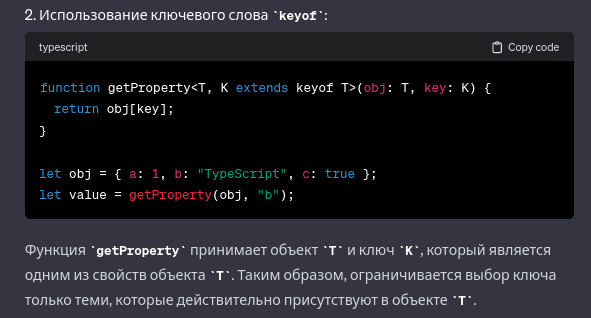 2. Использование ключевого слова `keyof`:
typescript
Copy code
function getProperty<T, K extends keyof T>(obj: T, key: K) {
  return obj[key];
}
let obj = { a: 1, b: "TypeScript", c: true };
let value = getProperty(obj, "b");
Функция `getProperty` принимает объект `T` и ключ `K`, который является
одним из свойств объекта `T`. Таким образом, ограничивается выбор ключа
только теми, которые действительно присутствуют в объекте `T`.